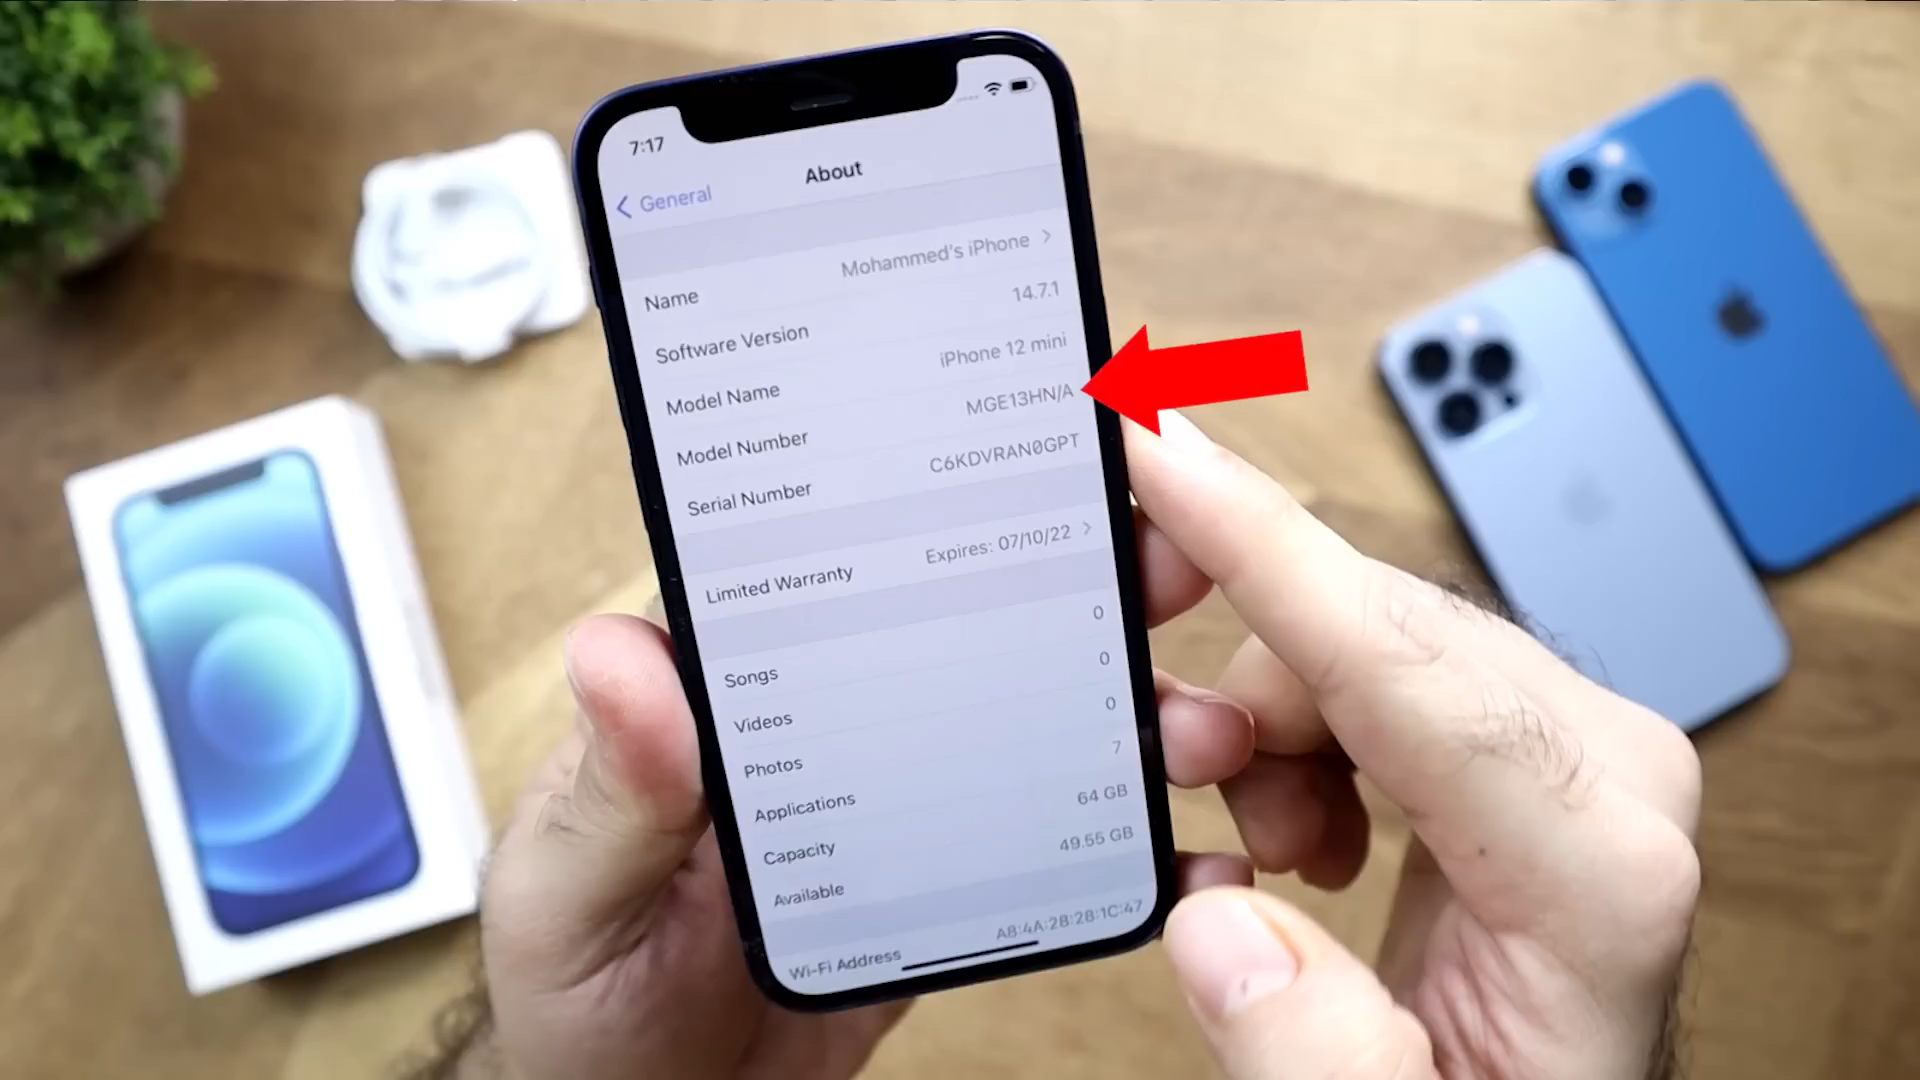 7:17
General
About
Name Mohammed's iPhone
Software Version 14.7.1
Model Name iPhone 12 mini
Model Number MGE13HN/A
Serial Number C6KDVRAN0GPT
Limited Warranty Expires: 07/10/22
Songs 0
Videos 0
Photos 0
Applications 7
Capacity 64 GB
Available 49.55 GB
Wi-Fi Address A8:4A:2B:2B:1C:47